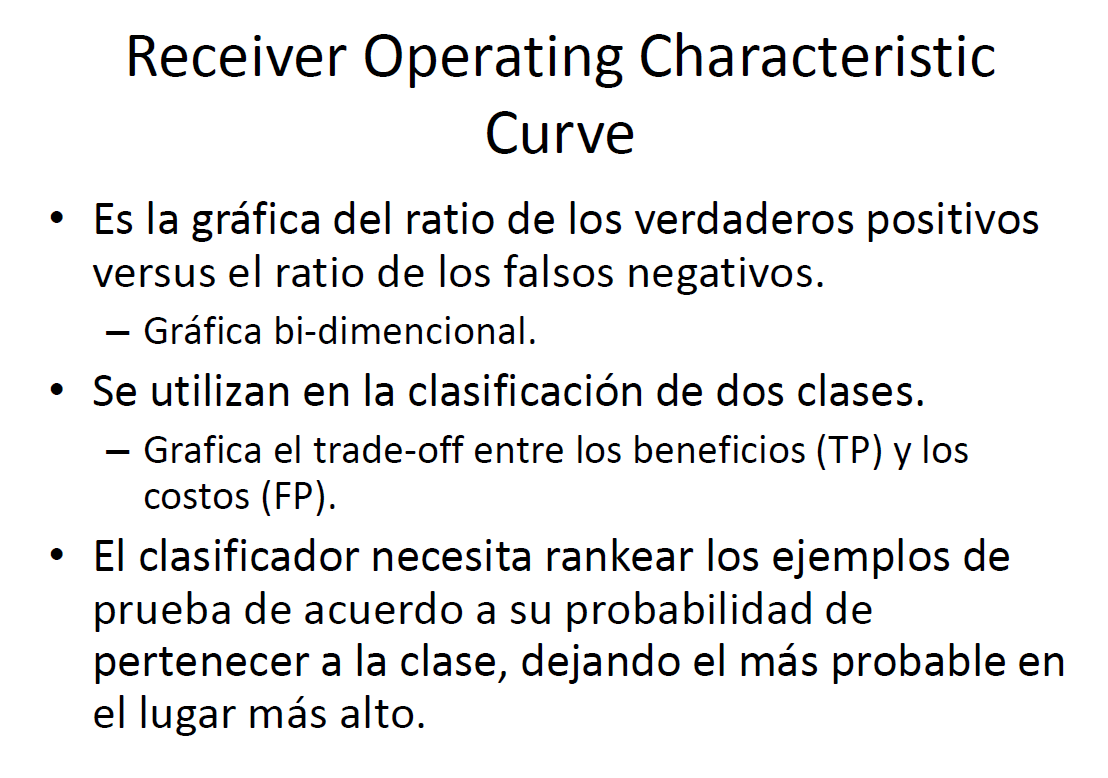 Receiver Operating Characteristic
Curve
• Es la gráfica del ratio de los verdaderos positivos
versus el ratio de los falsos negativos.
– Gráfica bi-dimencional.
• Se utilizan en la clasificación de dos clases.
– Grafica el trade-off entre los beneficios (TP) y los
costos (FP).
• El clasificador necesita rankear los ejemplos de
prueba de acuerdo a su probabilidad de
pertenecer a la clase, dejando el más probable en
el lugar más alto.